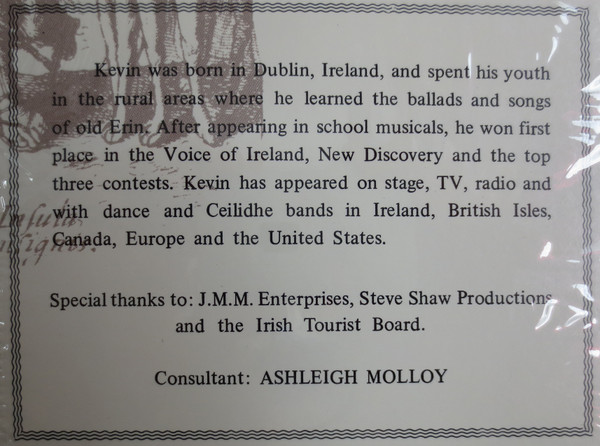 Kevin was born in Dublin, Ireland, and spent his youth
in the rural areas where he learned the ballads and songs
of old Erin. After appearing in school musicals, he won first
place in the Voice of Ireland, New Discovery and the top
three contests. Kevin has appeared on stage, TV, radio and
with dance and Ceilidhe bands in Ireland, British Isles,
Canada, Europe and the United States.
Special thanks to: J.M.M. Enterprises, Steve Shaw Productions
and the Irish Tourist Board.
Consultant: ASHLEIGH MOLLOY